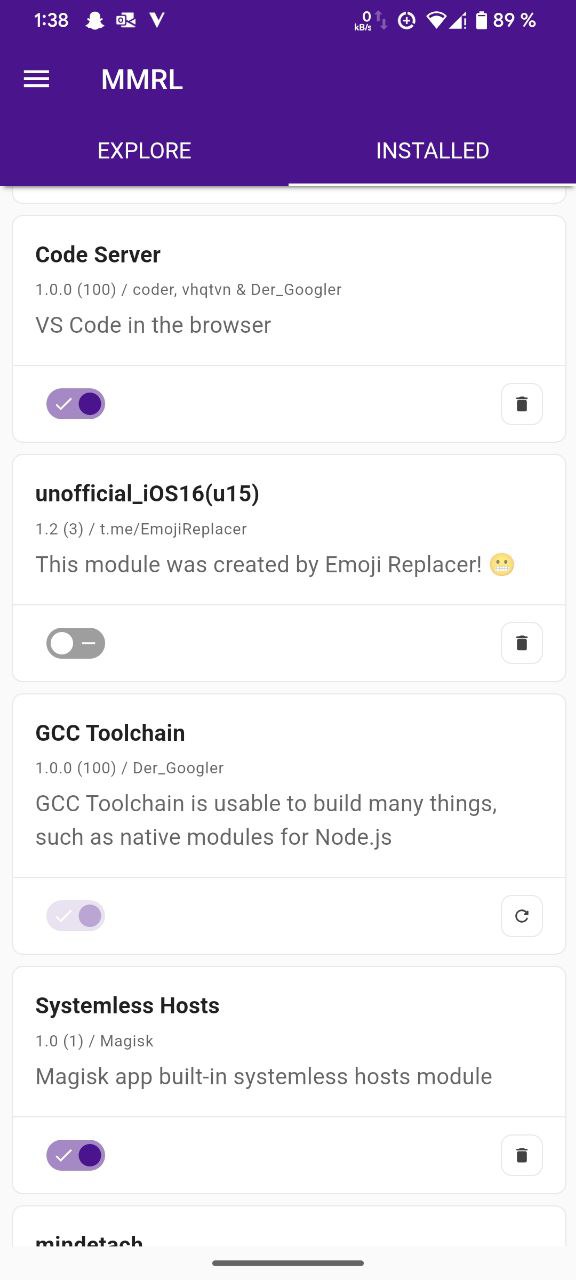 1:38
0
kB/s
89 %
MMRL
EXPLORE
INSTALLED
Code Server
1.0.0 (100) / coder, vhqtvn & Der_Googler
VS Code in the browser
unofficial_iOS16(u15)
1.2 (3) / t.me/EmojiReplacer
This module was created by Emoji Replacer! 😬
GCC Toolchain
1.0.0 (100) / Der_Googler
GCC Toolchain is usable to build many things,
such as native modules for Node.js
Systemless Hosts
1.0 (1) / Magisk
Magisk app built-in systemless hosts module
mindetach